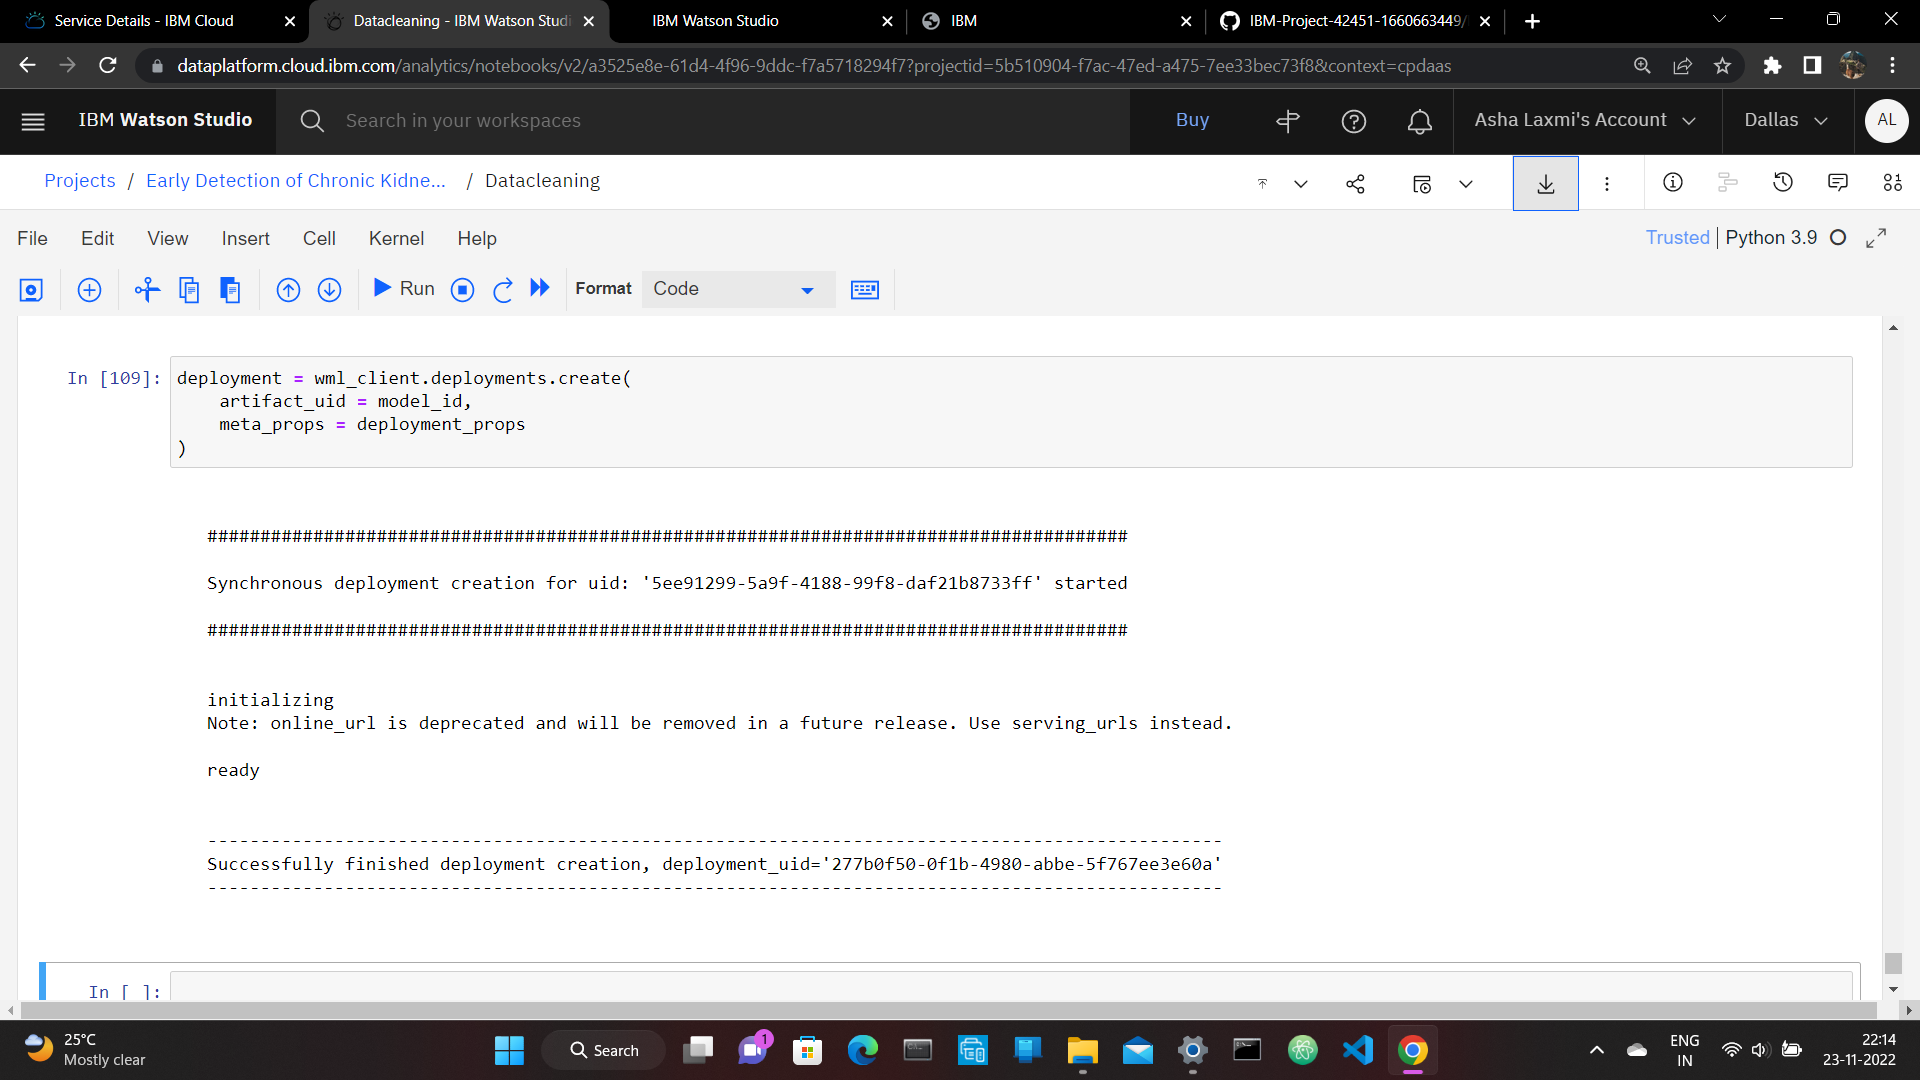 Service Details - IBM Cloud
Datacleaning - IBM Watson Studi
IBM Watson Studio
IBM
IBM-Project-42451-1660663449/
dataplatform.cloud.ibm.com/analytics/notebooks/v2/a3525e8e-61d4-4f96-9ddc-f7a5718294f7?projectid=5b510904-f7ac-47ed-a475-7ee33bec73f8&context=cpdaas
IBM Watson Studio
Search in your workspaces
Buy
Asha Laxmi's Account
Dallas
AL
Projects / Early Detection of Chronic Kidne... / Datacleaning
File Edit View Insert Cell Kernel Help
Trusted | Python 3.9
Run
Format
Code
In [109]:
deployment = wml_client.deployments.create(
    artifact_uid = model_id,
    meta_props = deployment_props
)
#######################################################################################
Synchronous deployment creation for uid: '5ee91299-5a9f-4188-99f8-daf21b8733ff' started
#######################################################################################
initializing
Note: online_url is deprecated and will be removed in a future release. Use serving_urls instead.
ready
------------------------------------------------------------------------------------------------
Successfully finished deployment creation, deployment_uid='277b0f50-0f1b-4980-abbe-5f767ee3e60a'
------------------------------------------------------------------------------------------------
In [ ]:
25°C
Mostly clear
Search
1
ENG
IN
22:14
23-11-2022